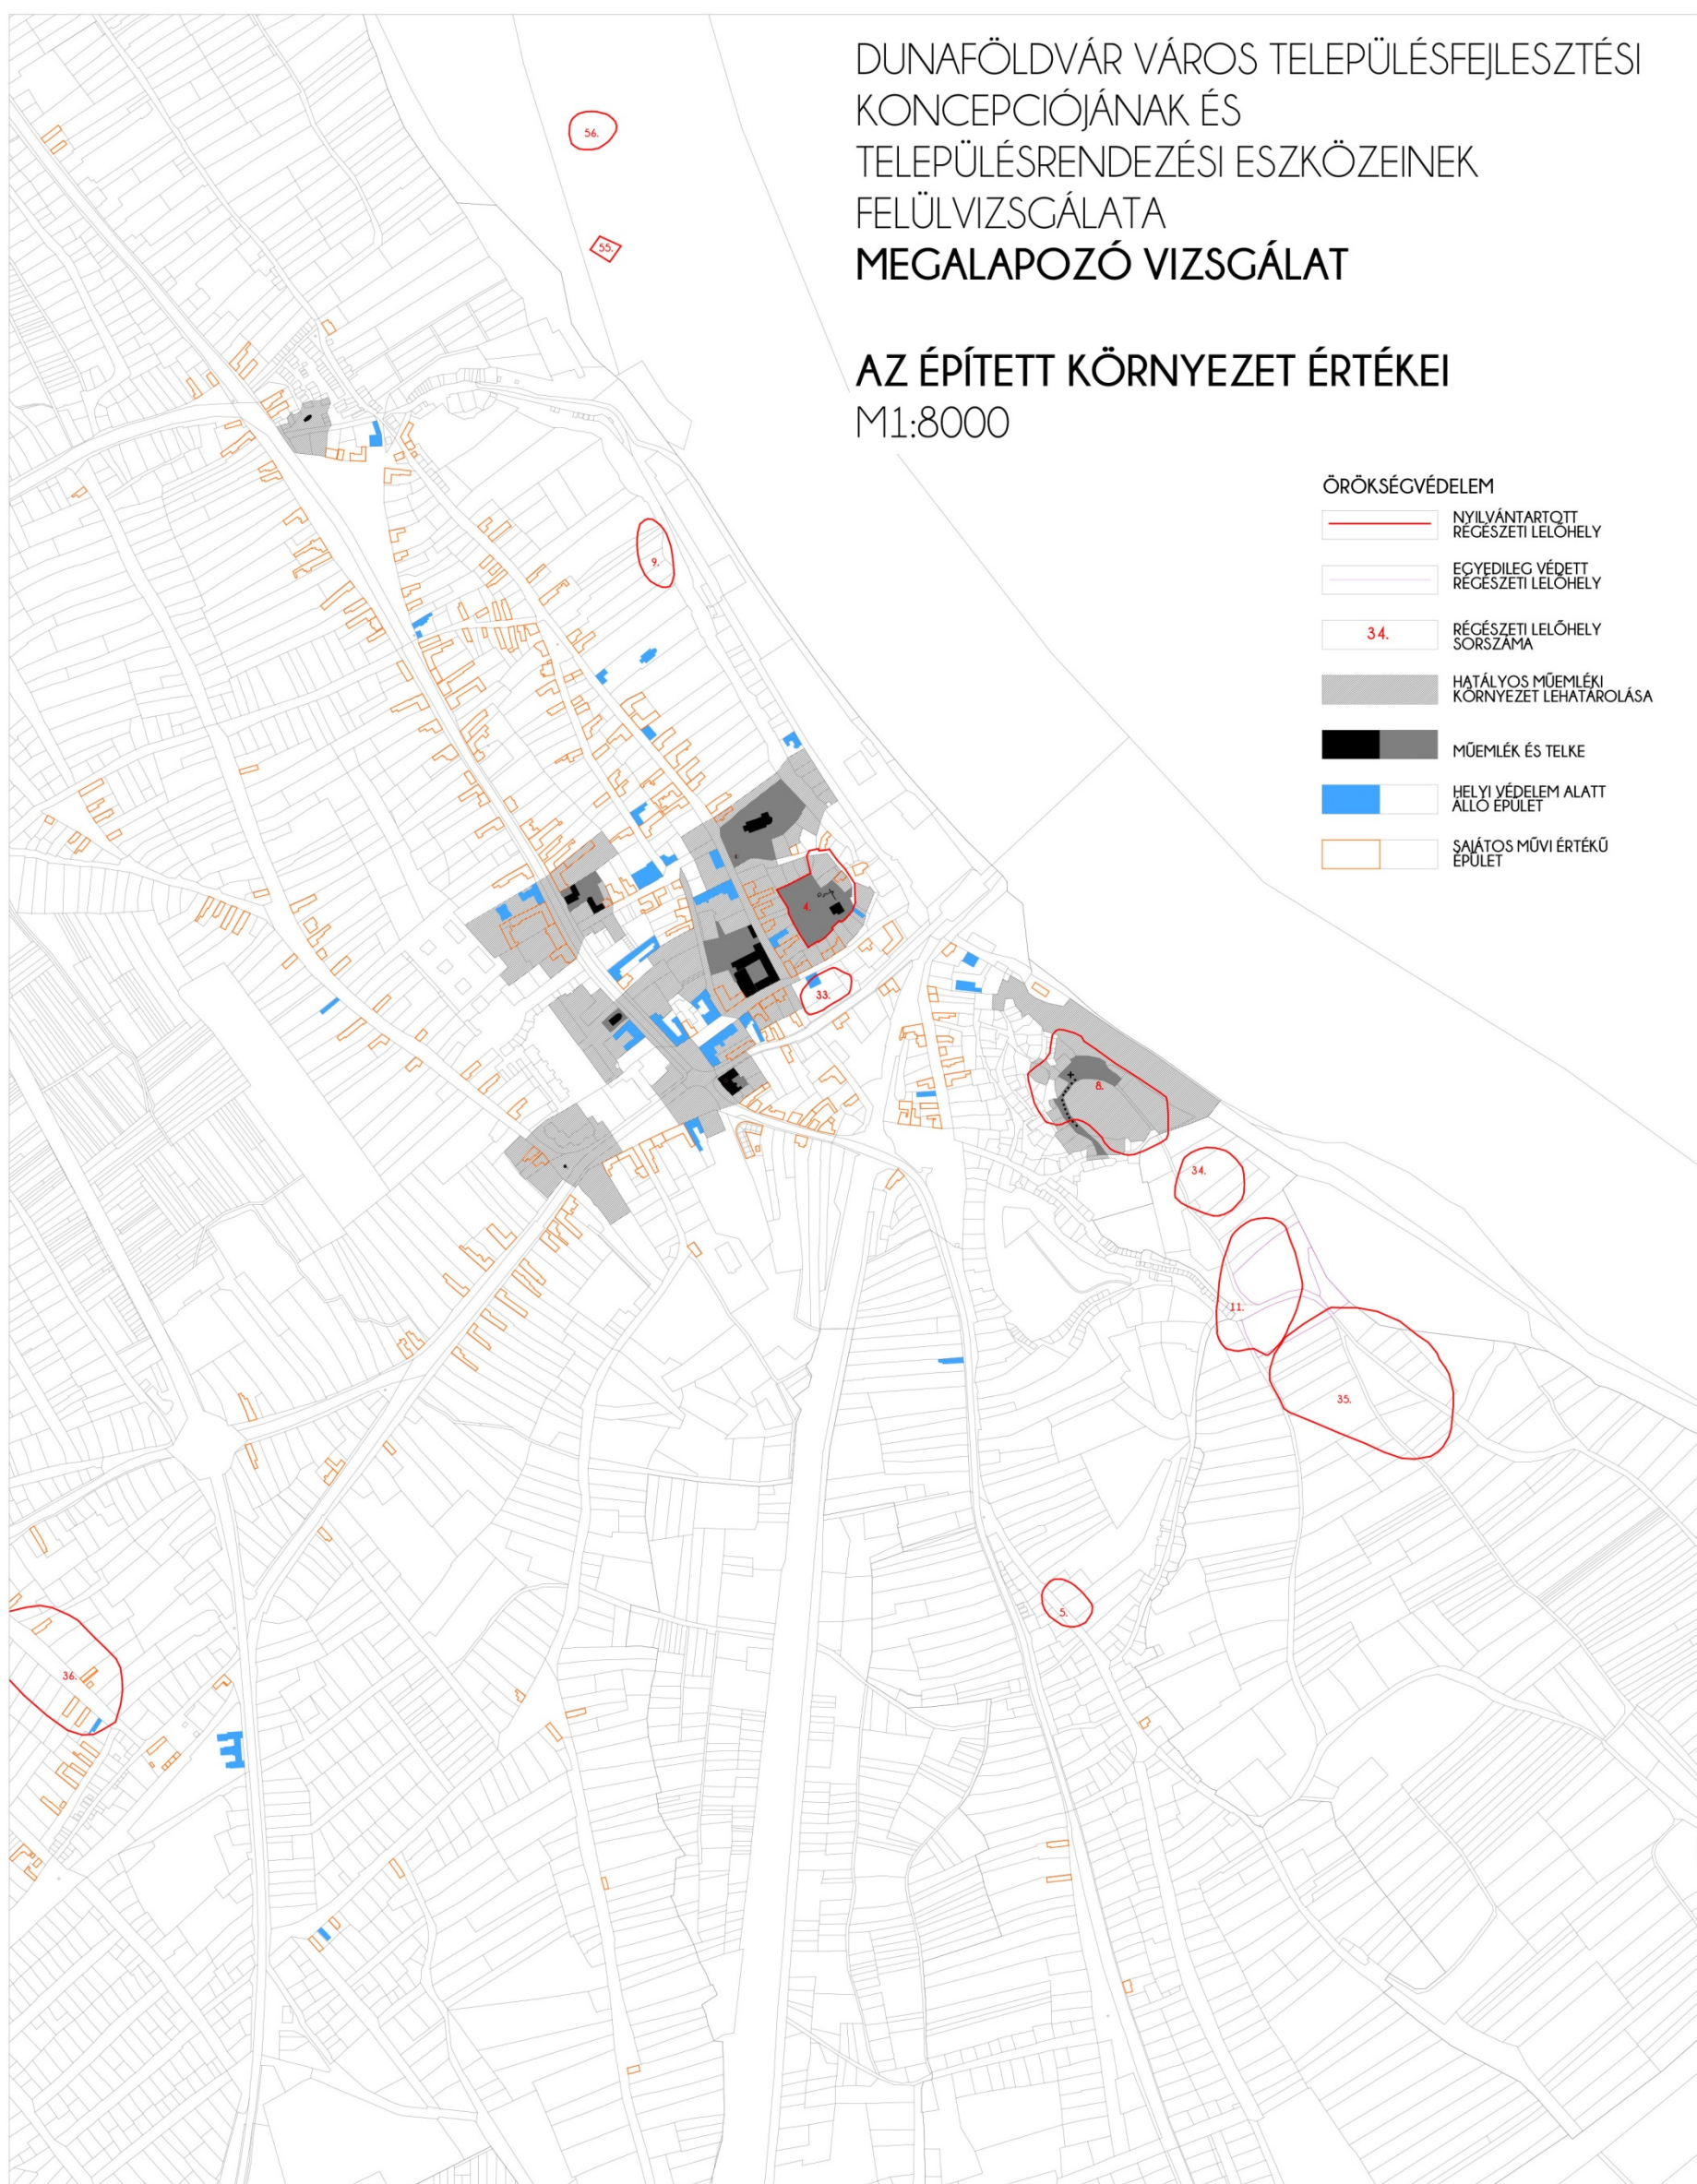 DUNAFÖLDVÁR VÁROS TELEPÜLÉSFEJLESZTÉSI
KONCEPCIÓJÁNAK ÉS
TELEPÜLÉSRENDEZÉSI ESZKÖZEINEK
FELÜLVIZSGÁLATA
MEGALAPOZÓ VIZSGÁLAT
AZ ÉPÍTETT KÖRNYEZET ÉRTÉKEI
M1:8000
ÖRÖKSÉGVÉDELEM
NYILVÁNTARTOTT
RÉGÉSZETI LELŐHELY
EGYEDILEG VÉDETT
RÉGÉSZETI LELŐHELY
34.
RÉGÉSZETI LELŐHELY
SORSZÁMA
HATÁLYOS MŰEMLÉKI
KÖRNYEZET LEHATÁROLÁSA
MŰEMLÉK ÉS TELKE
HELYI VÉDELEM ALATT
ÁLLÓ ÉPÜLET
SAJÁTOS MŰVI ÉRTÉKŰ
ÉPÜLET
56.
55.
9.
4.
33.
8.
34.
11.
35.
5.
36.